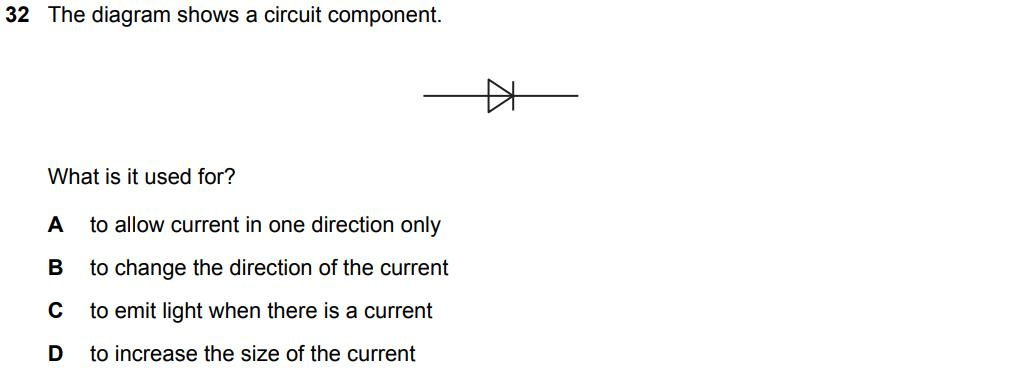 32 The diagram shows a circuit component.
What is it used for?
A to allow current in one direction only
B to change the direction of the current
C to emit light when there is a current
D to increase the size of the current